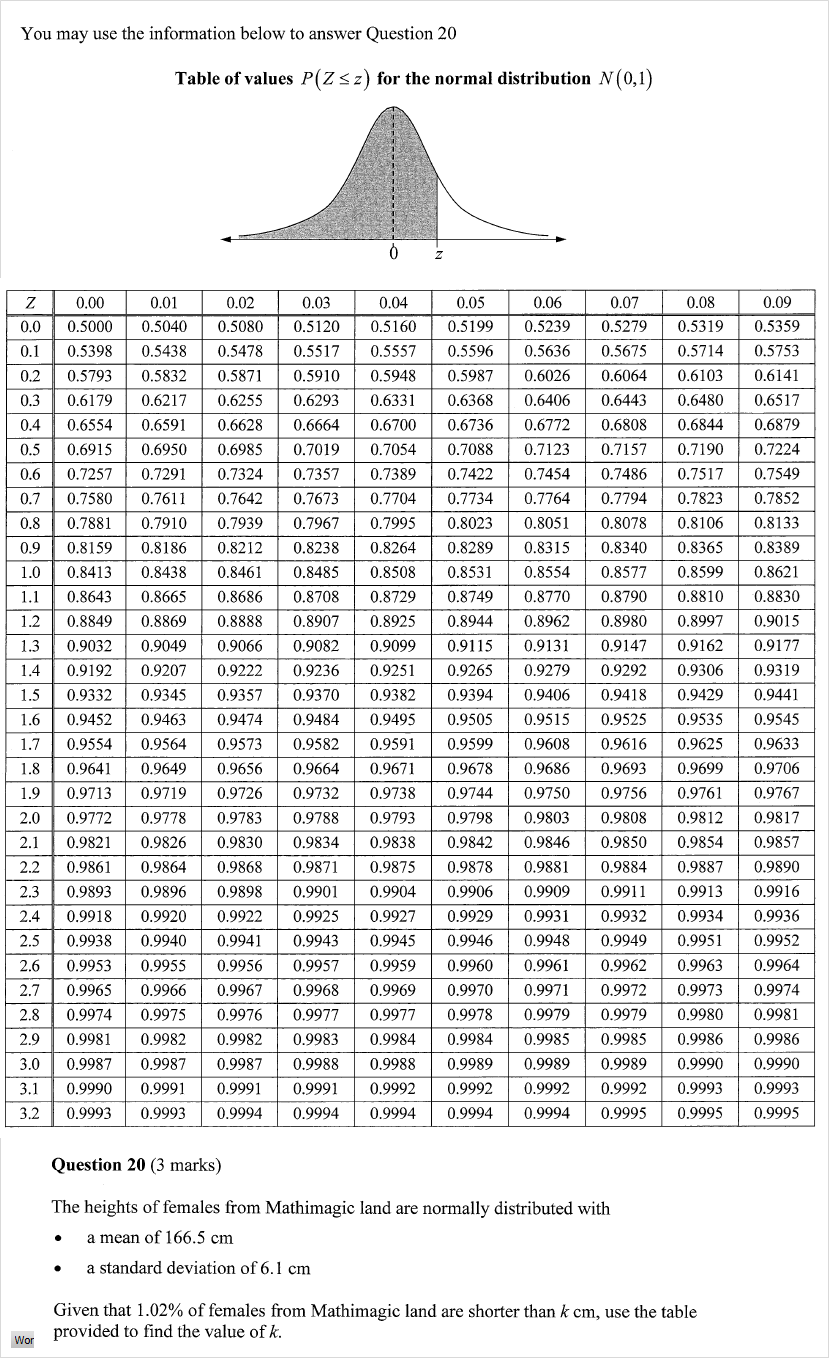 You may use the information below to answer Question 20
Table of values P(Z ≤ z) for the normal distribution N(0,1)
0 z
Z 0.00 0.01 0.02 0.03 0.04 0.05 0.06 0.07 0.08 0.09
0.0 0.5000 0.5040 0.5080 0.5120 0.5160 0.5199 0.5239 0.5279 0.5319 0.5359
0.1 0.5398 0.5438 0.5478 0.5517 0.5557 0.5596 0.5636 0.5675 0.5714 0.5753
0.2 0.5793 0.5832 0.5871 0.5910 0.5948 0.5987 0.6026 0.6064 0.6103 0.6141
0.3 0.6179 0.6217 0.6255 0.6293 0.6331 0.6368 0.6406 0.6443 0.6480 0.6517
0.4 0.6554 0.6591 0.6628 0.6664 0.6700 0.6736 0.6772 0.6808 0.6844 0.6879
0.5 0.6915 0.6950 0.6985 0.7019 0.7054 0.7088 0.7123 0.7157 0.7190 0.7224
0.6 0.7257 0.7291 0.7324 0.7357 0.7389 0.7422 0.7454 0.7486 0.7517 0.7549
0.7 0.7580 0.7611 0.7642 0.7673 0.7704 0.7734 0.7764 0.7794 0.7823 0.7852
0.8 0.7881 0.7910 0.7939 0.7967 0.7995 0.8023 0.8051 0.8078 0.8106 0.8133
0.9 0.8159 0.8186 0.8212 0.8238 0.8264 0.8289 0.8315 0.8340 0.8365 0.8389
1.0 0.8413 0.8438 0.8461 0.8485 0.8508 0.8531 0.8554 0.8577 0.8599 0.8621
1.1 0.8643 0.8665 0.8686 0.8708 0.8729 0.8749 0.8770 0.8790 0.8810 0.8830
1.2 0.8849 0.8869 0.8888 0.8907 0.8925 0.8944 0.8962 0.8980 0.8997 0.9015
1.3 0.9032 0.9049 0.9066 0.9082 0.9099 0.9115 0.9131 0.9147 0.9162 0.9177
1.4 0.9192 0.9207 0.9222 0.9236 0.9251 0.9265 0.9279 0.9292 0.9306 0.9319
1.5 0.9332 0.9345 0.9357 0.9370 0.9382 0.9394 0.9406 0.9418 0.9429 0.9441
1.6 0.9452 0.9463 0.9474 0.9484 0.9495 0.9505 0.9515 0.9525 0.9535 0.9545
1.7 0.9554 0.9564 0.9573 0.9582 0.9591 0.9599 0.9608 0.9616 0.9625 0.9633
1.8 0.9641 0.9649 0.9656 0.9664 0.9671 0.9678 0.9686 0.9693 0.9699 0.9706
1.9 0.9713 0.9719 0.9726 0.9732 0.9738 0.9744 0.9750 0.9756 0.9761 0.9767
2.0 0.9772 0.9778 0.9783 0.9788 0.9793 0.9798 0.9803 0.9808 0.9812 0.9817
2.1 0.9821 0.9826 0.9830 0.9834 0.9838 0.9842 0.9846 0.9850 0.9854 0.9857
2.2 0.9861 0.9864 0.9868 0.9871 0.9875 0.9878 0.9881 0.9884 0.9887 0.9890
2.3 0.9893 0.9896 0.9898 0.9901 0.9904 0.9906 0.9909 0.9911 0.9913 0.9916
2.4 0.9918 0.9920 0.9922 0.9925 0.9927 0.9929 0.9931 0.9932 0.9934 0.9936
2.5 0.9938 0.9940 0.9941 0.9943 0.9945 0.9946 0.9948 0.9949 0.9951 0.9952
2.6 0.9953 0.9955 0.9956 0.9957 0.9959 0.9960 0.9961 0.9962 0.9963 0.9964
2.7 0.9965 0.9966 0.9967 0.9968 0.9969 0.9970 0.9971 0.9972 0.9973 0.9974
2.8 0.9974 0.9975 0.9976 0.9977 0.9977 0.9978 0.9979 0.9979 0.9980 0.9981
2.9 0.9981 0.9982 0.9982 0.9983 0.9984 0.9984 0.9985 0.9985 0.9986 0.9986
3.0 0.9987 0.9987 0.9987 0.9988 0.9988 0.9989 0.9989 0.9989 0.9990 0.9990
3.1 0.9990 0.9991 0.9991 0.9991 0.9992 0.9992 0.9992 0.9992 0.9993 0.9993
3.2 0.9993 0.9993 0.9994 0.9994 0.9994 0.9994 0.9994 0.9995 0.9995 0.9995
Question 20 (3 marks)
The heights of females from Mathimagic land are normally distributed with
• a mean of 166.5 cm
• a standard deviation of 6.1 cm
Given that 1.02% of females from Mathimagic land are shorter than k cm, use the table
provided to find the value of k.
Wor